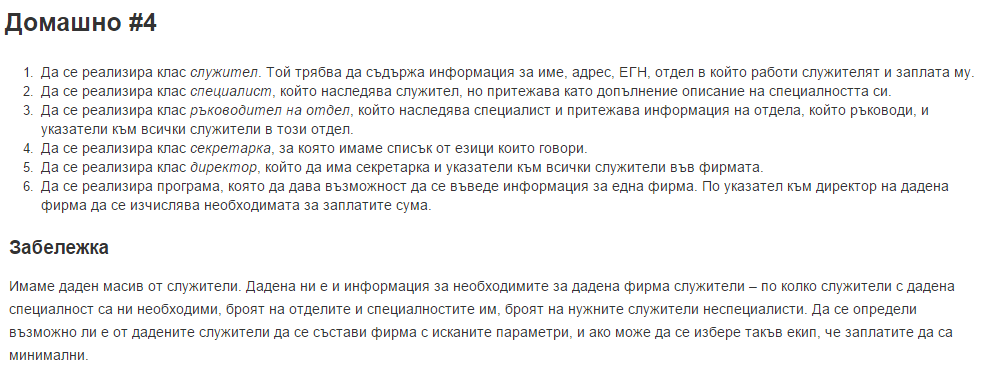 Домашно #4
1. Да се реализира клас служител. Той трябва да съдържа информация за име, адрес, ЕГН, отдел в който работи служителят и заплата му.
2. Да се реализира клас специалист, който наследява служител, но притежава като допълнение описание на специалността си.
3. Да се реализира клас ръководител на отдел, който наследява специалист и притежава информация на отдела, който ръководи, и
указатели към всички служители в този отдел.
4. Да се реализира клас секретарка, за която имаме списък от езици които говори.
5. Да се реализира клас директор, който да има секретарка и указатели към всички служители във фирмата.
6. Да се реализира програма, която да дава възможност да се въведе информация за една фирма. По указател към директор на дадена
фирма да се изчислява необходимата за заплатите сума.
Забележка
Имаме даден масив от служители. Дадена ни е и информация за необходимите за дадена фирма служители – по колко служители с дадена
специалност са ни необходими, броят на отделите и специалностите им, броят на нужните служители неспециалисти. Да се определи
възможно ли е от дадените служители да се състави фирма с исканите параметри, и ако може да се избере такъв екип, че заплатите да са
минимални.